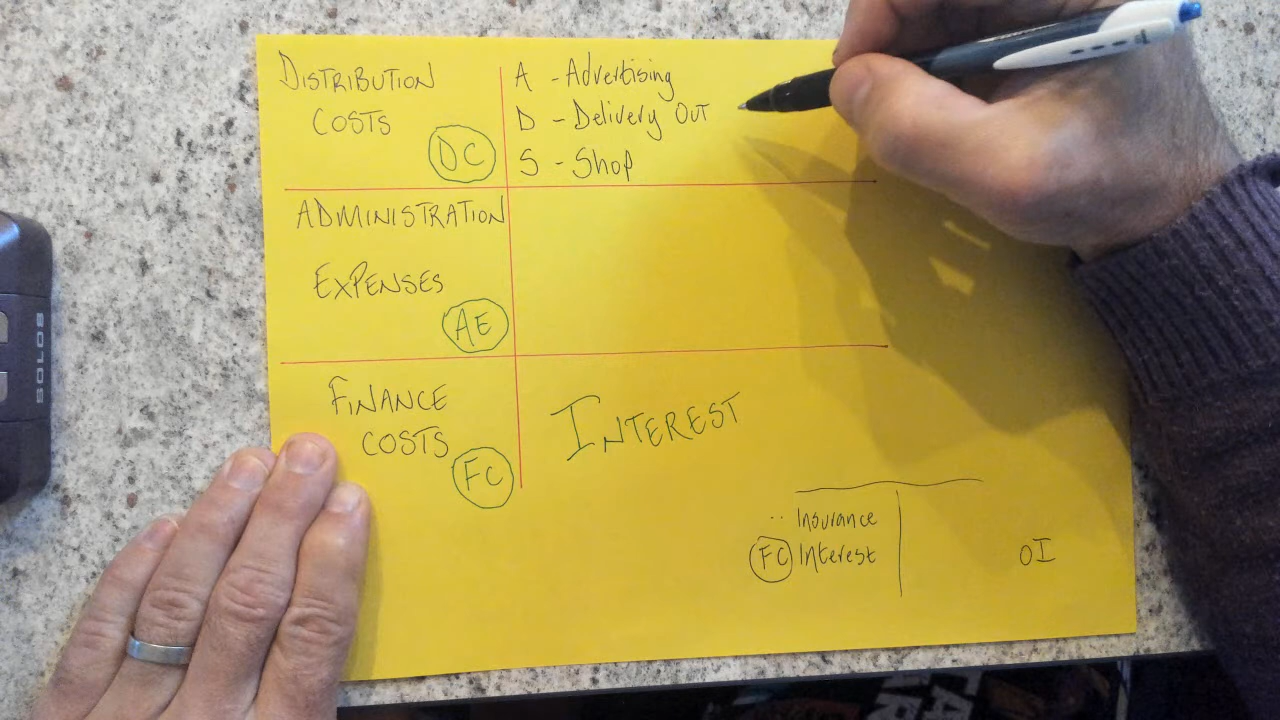 DISTRIBUTION
COSTS
DC
A - Advertising
D - Delivery OUT
S - Shop
ADMINISTRATION
EXPENSES
AE
FINANCE
COSTS
FC
INTEREST
.. Insurance
FC Interest
OI
SOLOS